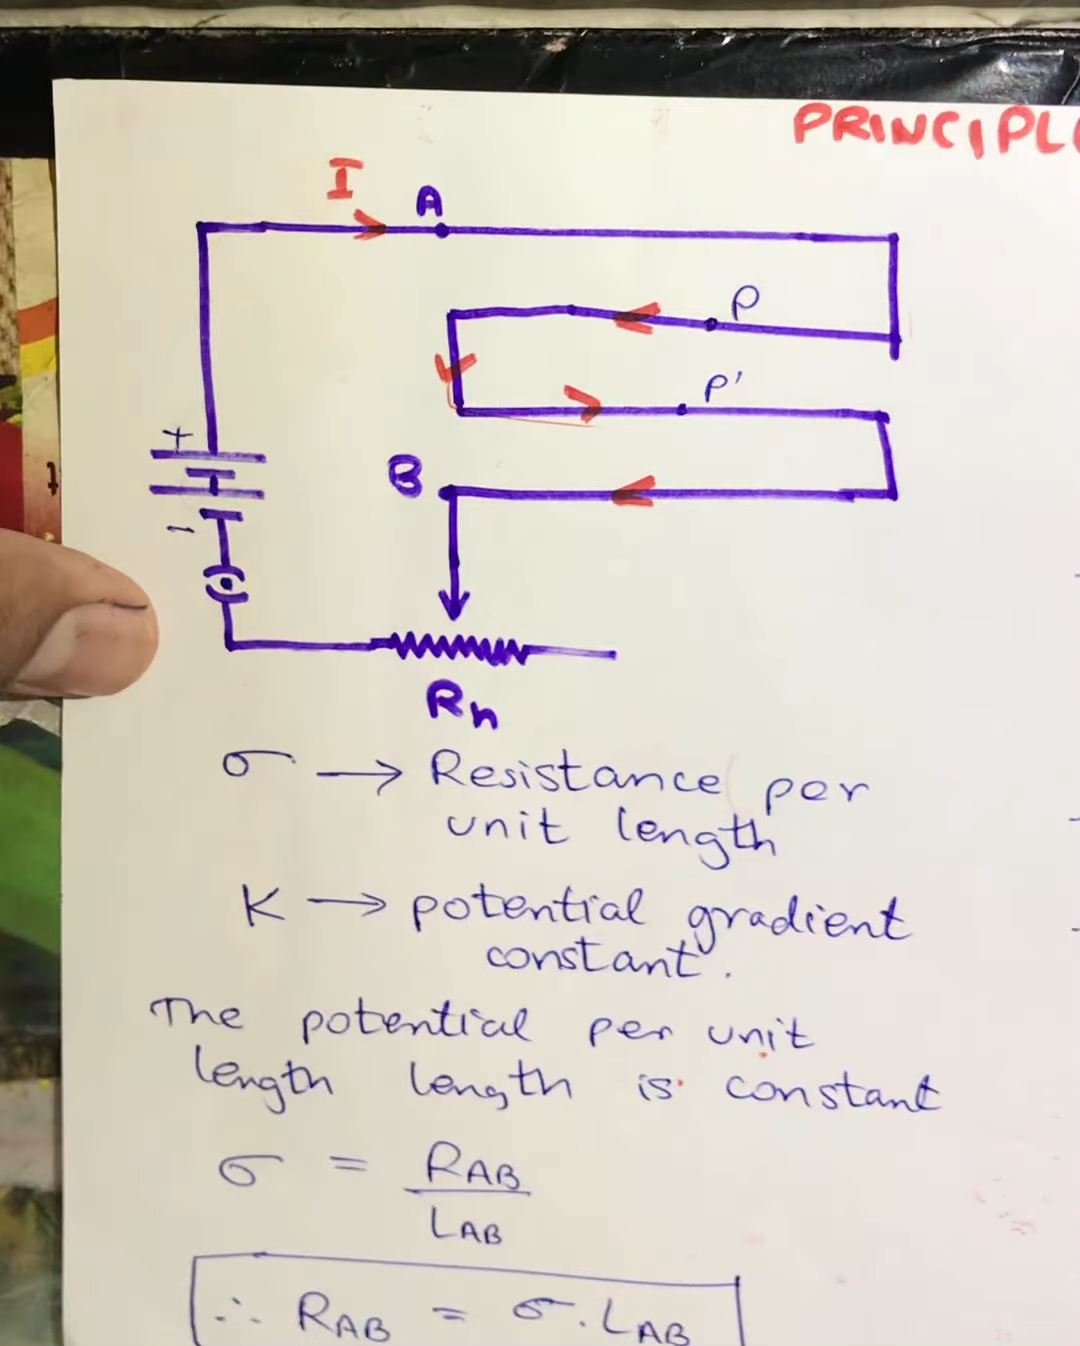 PRINCIPLE
I
A
P
P'
+
B
-
Rh
σ → Resistance per
unit length
K → potential gradient
constant.
The potential per unit
length length is constant
σ = RAB
LAB
∴ RAB = σ. LAB